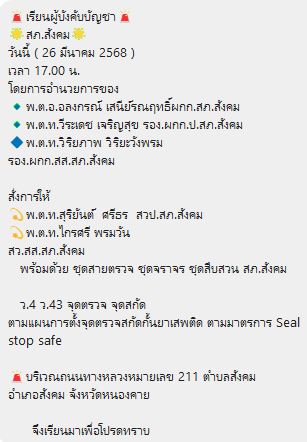 🚨เรียนผู้บังคับบัญชา🚨
🌟สภ.สังคม🌟
วันนี้ ( 26 มีนาคม 2568 )
เวลา 17.00 น.
โดยการอำนวยการของ
🔹พ.ต.อ.อลงกรณ์ เสนีย์รณฤทธิ์ผกก.สภ.สังคม
🔹พ.ต.ท.วีระเดช เจริญสุข รอง.ผกก.ป.สภ.สังคม
🔷พ.ต.ท.วิริยภาพ วิริยะวังพรม
รอง.ผกก.สส.สภ.สังคม

สั่งการให้
💫พ.ต.ท.สุริยันต์ ศรีธร สวป.สภ.สังคม
💫พ.ต.ท.ไกรศรี พรมวัน
สว.สส.สภ.สังคม
พร้อมด้วย ชุดสายตรวจ ชุดจราจร ชุดสืบสวน สภ.สังคม

ว.4 ว.43 จุดตรวจ จุดสกัด
ตามแผนการตั้งจุดตรวจสกัดกั้นยาเสพติด ตามมาตรการ Seal
stop safe

🚨บริเวณถนนทางหลวงหมายเลข 211 ตำบลสังคม
อำเภอสังคม จังหวัดหนองคาย

จึงเรียนมาเพื่อโปรดทราบ